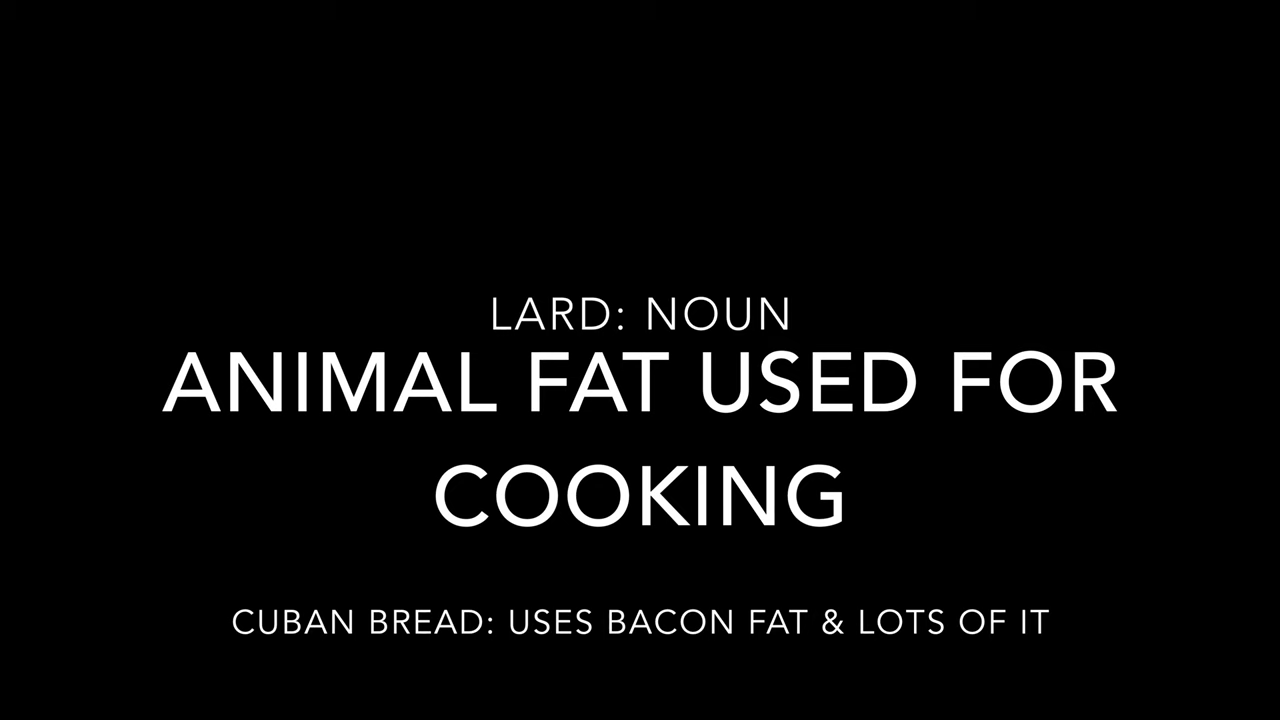 LARD: NOUN
ANIMAL FAT USED FOR
COOKING
CUBAN BREAD: USES BACON FAT & LOTS OF IT